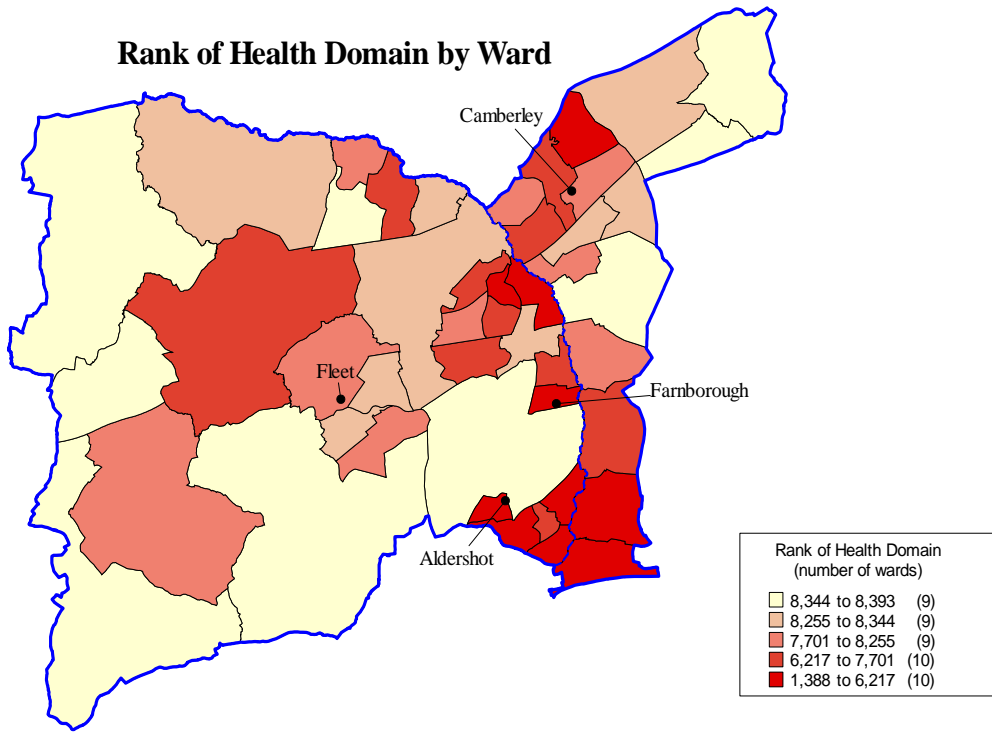 Rank of Health Domain by Ward
Camberley
Fleet
Farnborough
Aldershot
Rank of Health Domain
(number of wards)
8,344 to 8,393 (9)
8,255 to 8,344 (9)
7,701 to 8,255 (9)
6,217 to 7,701 (10)
1,388 to 6,217 (10)